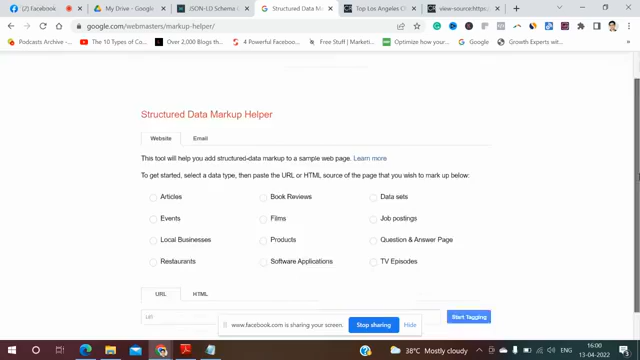 Facebook
My Drive - Google
JSON-LD Schema
Structured Data Ma
Top Los Angeles C
view-source:http
google.com/webmasters/markup-helper/
Podcasts Archive –
The 10 Types of Co
Over 2,000 Blogs th
4 Powerful Facebook
Free Stuff | Marketi
Optimize your conte
Google
Growth Experts wit
Structured Data Markup Helper
Website Email
This tool will help you add structured-data markup to a sample web page. Learn more
To get started, select a data type, then paste the URL or HTML source of the page that you wish to mark up below.
Articles Book Reviews Data sets
Events Films Job postings
Local Businesses Products Question & Answer Page
Restaurants Software Applications TV Episodes
URL HTML
Start Tagging
www.facebook.com is sharing your screen. Stop sharing Hide
38°C Mostly cloudy
ENG
16:00
13-04-2022